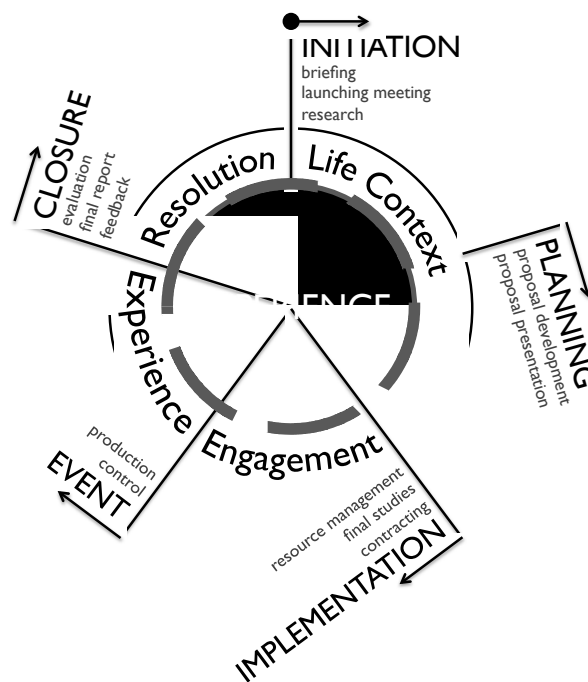 INITIATION
briefing
launching meeting
research
Life Context
PLANNING
proposal development
proposal presentation
IMPLEMENTATION
contracting
final studies
resource management
Engagement
EVENT
control
production
Experience
CLOSURE
evaluation
final report
feedback
Resolution